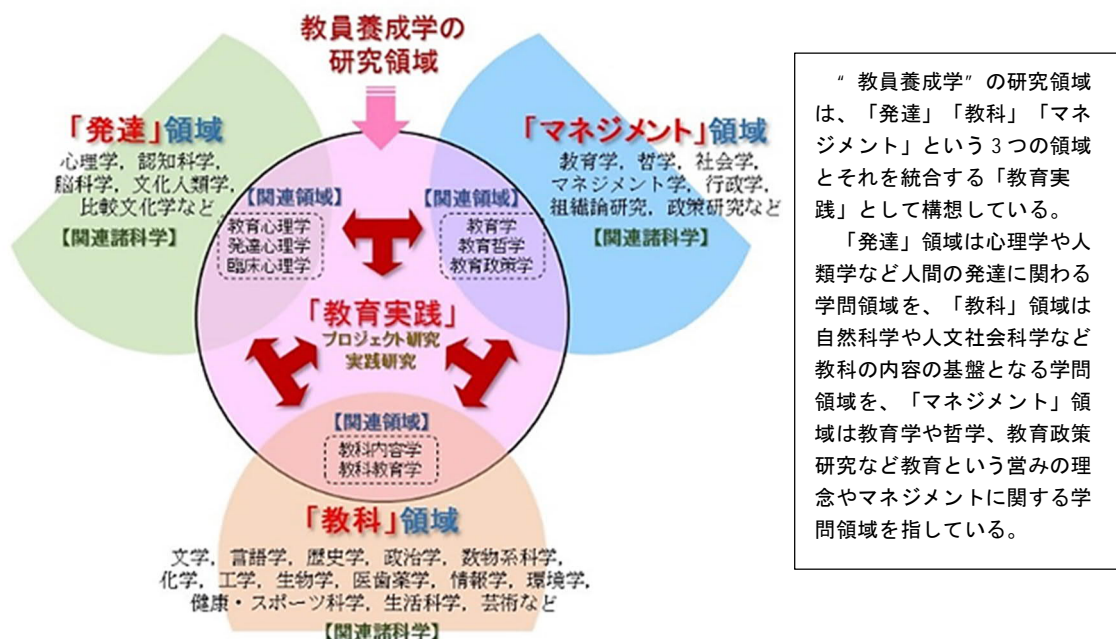 教員養成学の
研究領域
「発達」領域
心理学，認知科学，
脳科学，文化人類学，
比較文化学など
【関連諸科学】
【関連領域】
教育心理学
発達心理学
臨床心理学
「マネジメント」領域
教育学，哲学，社会学，
マネジメント学，行政学，
組織論研究，政策研究など
【関連諸科学】
【関連領域】
教育学
教育哲学
教育政策学
「教育実践」
プロジェクト研究
実践研究
【関連領域】
教科内容学
教科教育学
「教科」領域
文学，言語学，歴史学，政治学，数物系科学，
化学，工学，生物学，医歯薬学，情報学，環境学，
健康・スポーツ科学，生活科学，芸術など
【関連諸科学】
“教員養成学”の研究領域
は、「発達」「教科」「マネ
ジメント」という３つの領域
とそれを統合する「教育実
践」として構想している。
「発達」領域は心理学や人
類学など人間の発達に関わる
学問領域を、「教科」領域は
自然科学や人文社会科学など
教科の内容の基盤となる学問
領域を、「マネジメント」領
域は教育学や哲学、教育政策
研究など教育という営みの理
念やマネジメントに関する学
問領域を指している。